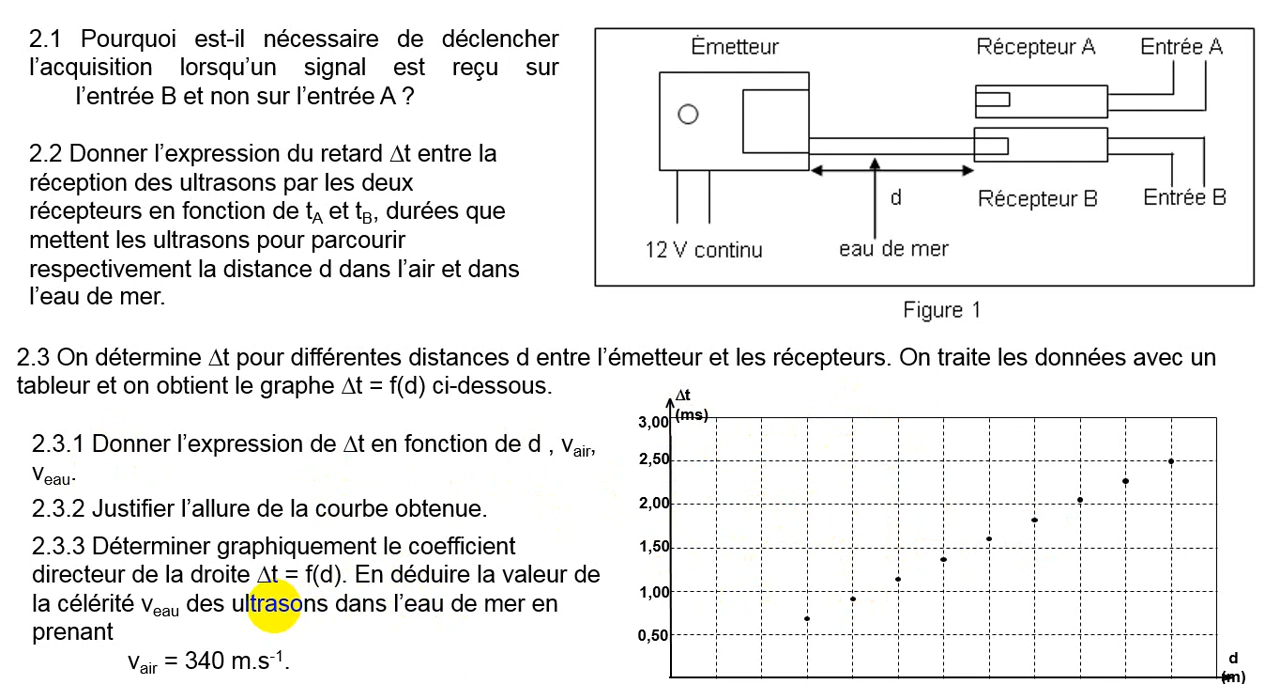 2.1 Pourquoi est-il nécessaire de déclencher
l'acquisition lorsqu'un signal est reçu sur
l'entrée B et non sur l'entrée A ?
2.2 Donner l'expression du retard Δt entre la
réception des ultrasons par les deux
récepteurs en fonction de tA et tB, durées que
mettent les ultrasons pour parcourir
respectivement la distance d dans l'air et dans
l'eau de mer.
Émetteur
Récepteur A
Entrée A
d
Récepteur B
Entrée B
12 V continu
eau de mer
Figure 1
2.3 On détermine Δt pour différentes distances d entre l'émetteur et les récepteurs. On traite les données avec un
tableur et on obtient le graphe Δt = f(d) ci-dessous.
2.3.1 Donner l'expression de Δt en fonction de d , vair,
veau.
2.3.2 Justifier l'allure de la courbe obtenue.
2.3.3 Déterminer graphiquement le coefficient
directeur de la droite Δt = f(d). En déduire la valeur de
la célérité veau des ultrasons dans l'eau de mer en
prenant
vair = 340 m.s-1.
Δt
(ms)
3,00
2,50
2,00
1,50
1,00
0,50
d
(m)